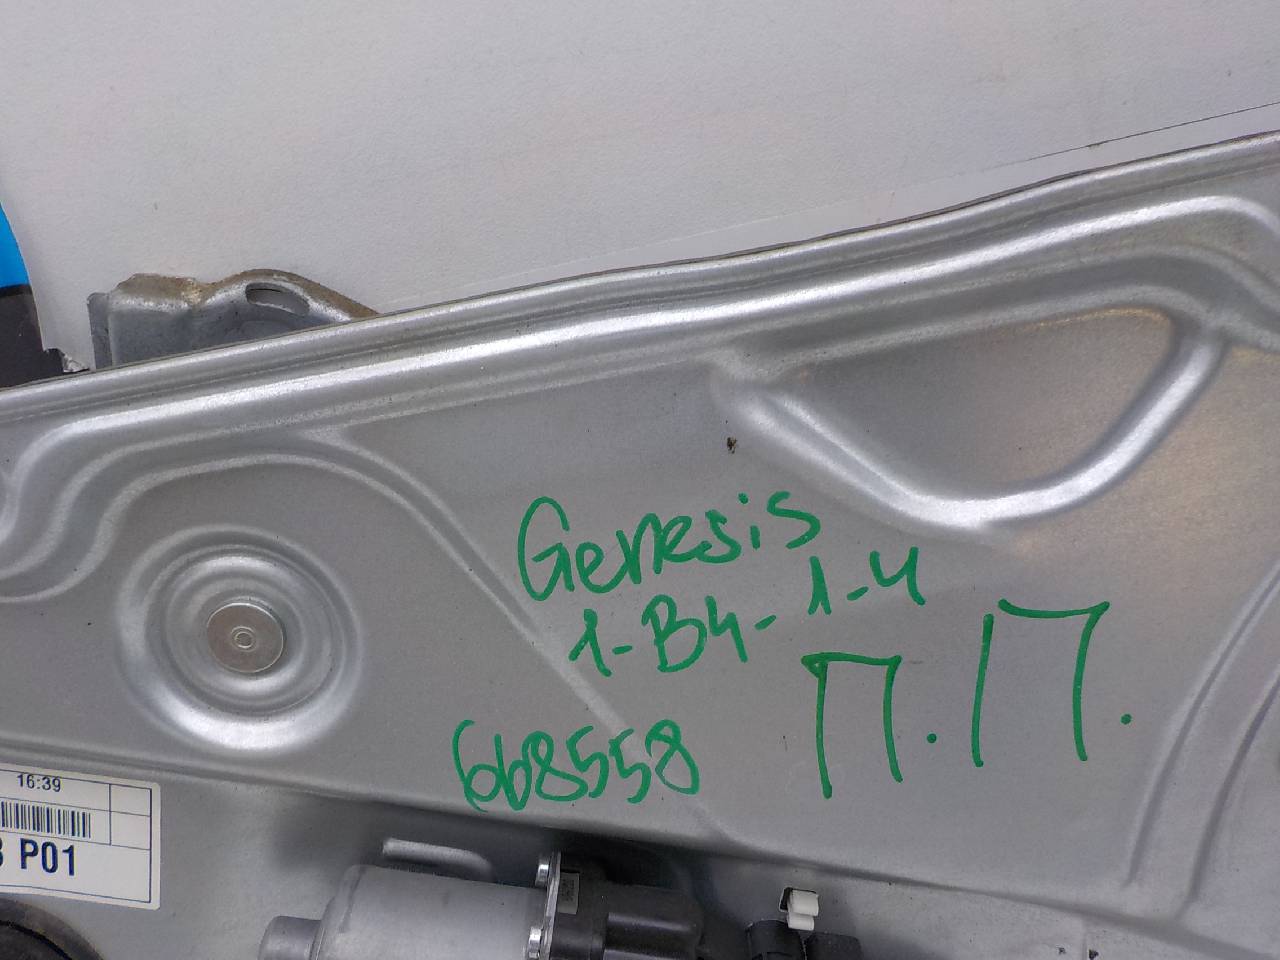 Genesis
1-B4-1-4
П.П.
668558
16:39
P01